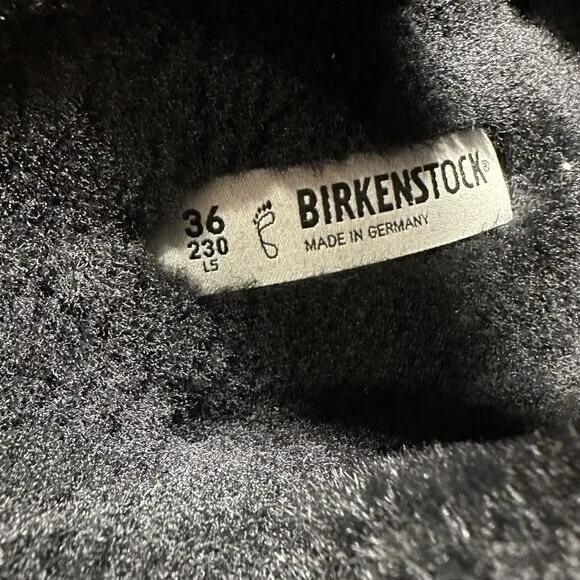 36
230
L5
BIRKENSTOCK®
MADE IN GERMANY